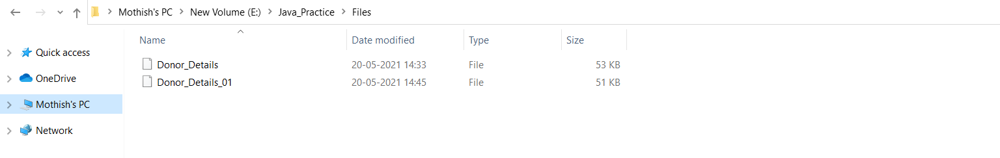 Mothish's PC > New Volume (E:) > Java_Practice > Files
Name Date modified Type Size
Quick access
Donor_Details 20-05-2021 14:33 File 53 KB
OneDrive
Donor_Details_01 20-05-2021 14:45 File 51 KB
Mothish's PC
Network